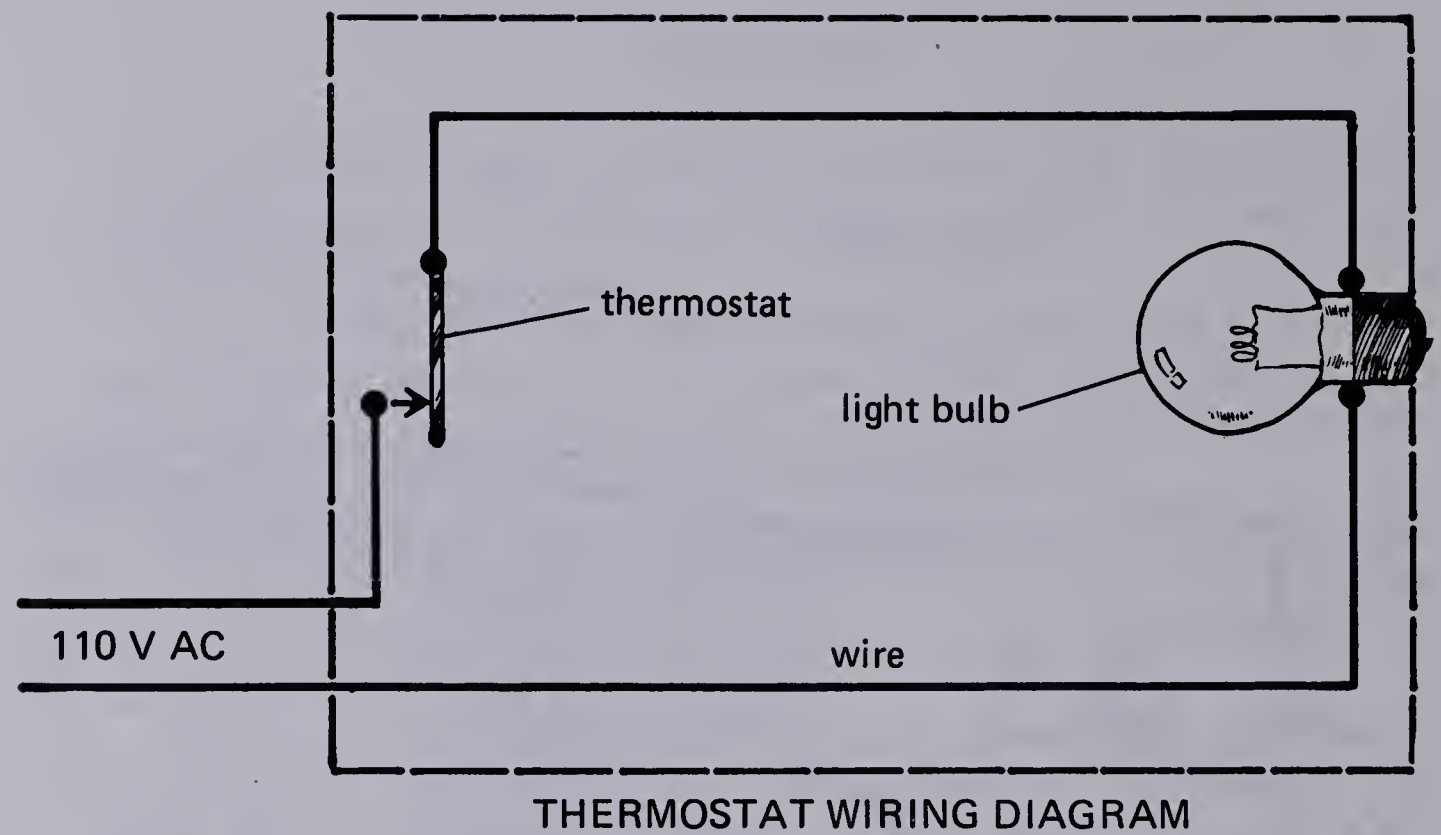 thermostat
light bulb
110 V AC
wire
THERMOSTAT WIRING DIAGRAM